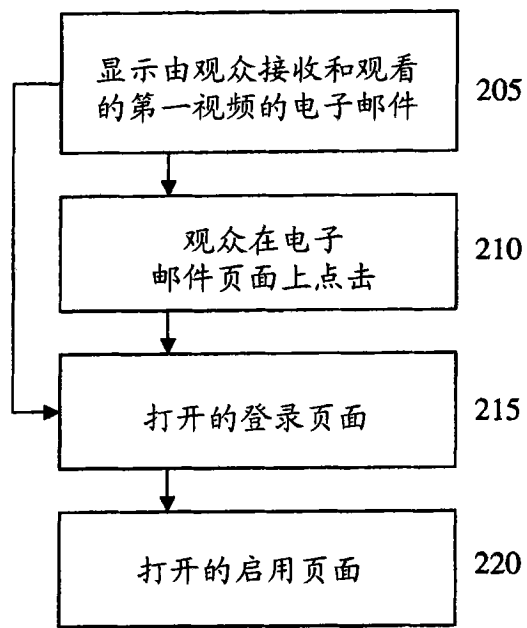 显示由观众接收和观看
的第一视频的电子邮件
205
观众在电子
邮件页面上点击
210
打开的登录页面
215
打开的启用页面
220